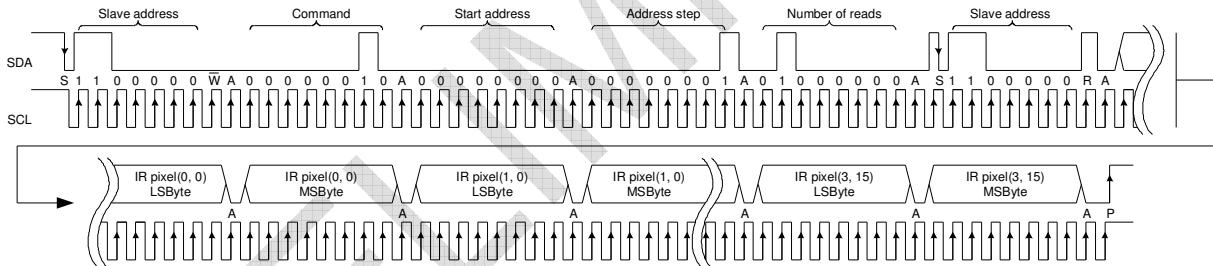 Slave address Command Start address Address step Number of reads Slave address
SDA
S 1 1 0 0 0 0 0 W̅ A 0 0 0 0 0 0 1 0 A 0 0 0 0 0 0 0 0 A 0 0 0 0 0 0 0 1 A 0 1 0 0 0 0 0 0 A S 1 1 0 0 0 0 0 R A
SCL
IR pixel(0, 0) IR pixel(0, 0) IR pixel(1, 0) IR pixel(1, 0) IR pixel(3, 15) IR pixel(3, 15)
LSByte MSByte LSByte MSByte LSByte MSByte
A A A A A A P